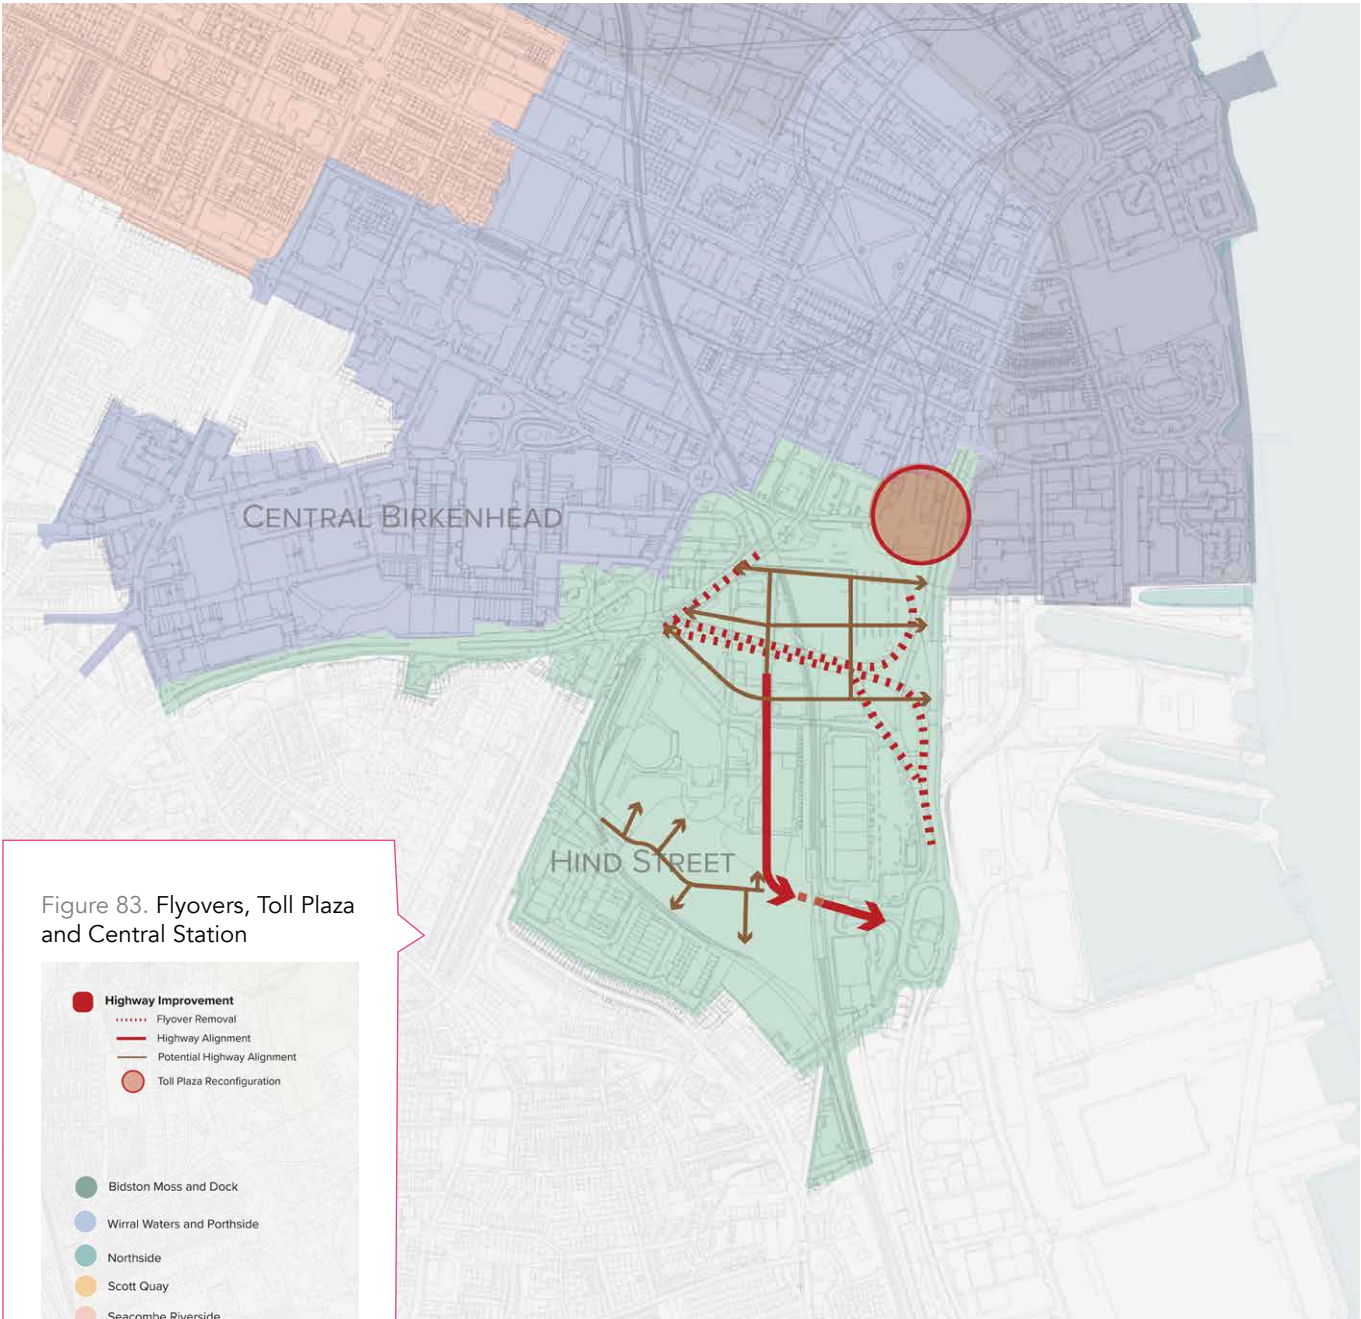 CENTRAL BIRKENHEAD
HIND STREET
Figure 83. Flyovers, Toll Plaza
and Central Station
Highway Improvement
Flyover Removal
Highway Alignment
Potential Highway Alignment
Toll Plaza Reconfiguration
Bidston Moss and Dock
Wirral Waters and Porthside
Northside
Scott Quay
Seacombe Riverside